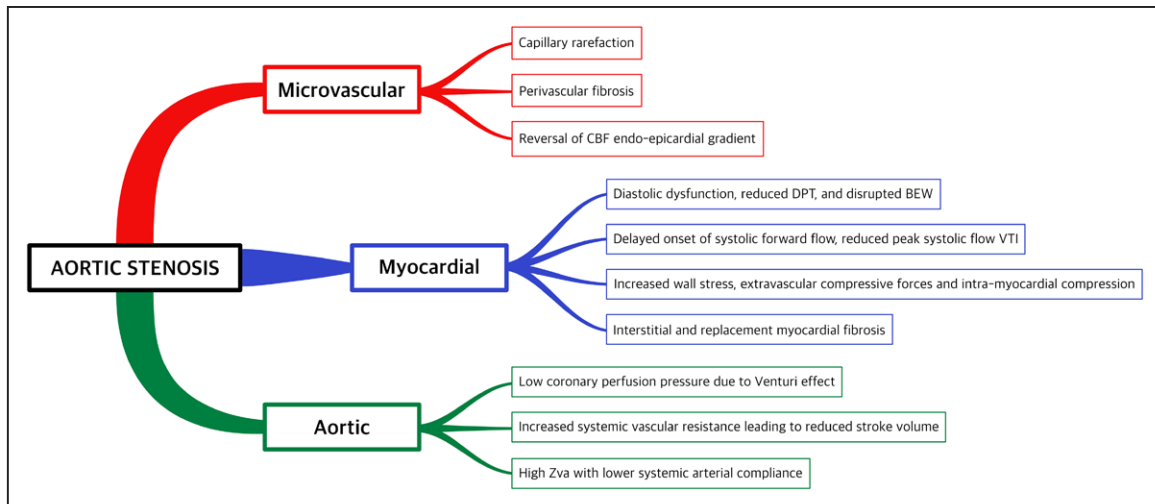 AORTIC STENOSIS
Microvascular
Capillary rarefaction
Perivascular fibrosis
Reversal of CBF endo-epicardial gradient
Myocardial
Diastolic dysfunction, reduced DPT, and disrupted BEW
Delayed onset of systolic forward flow, reduced peak systolic flow VTI
Increased wall stress, extravascular compressive forces and intra-myocardial compression
Interstitial and replacement myocardial fibrosis
Aortic
Low coronary perfusion pressure due to Venturi effect
Increased systemic vascular resistance leading to reduced stroke volume
High Zva with lower systemic arterial compliance